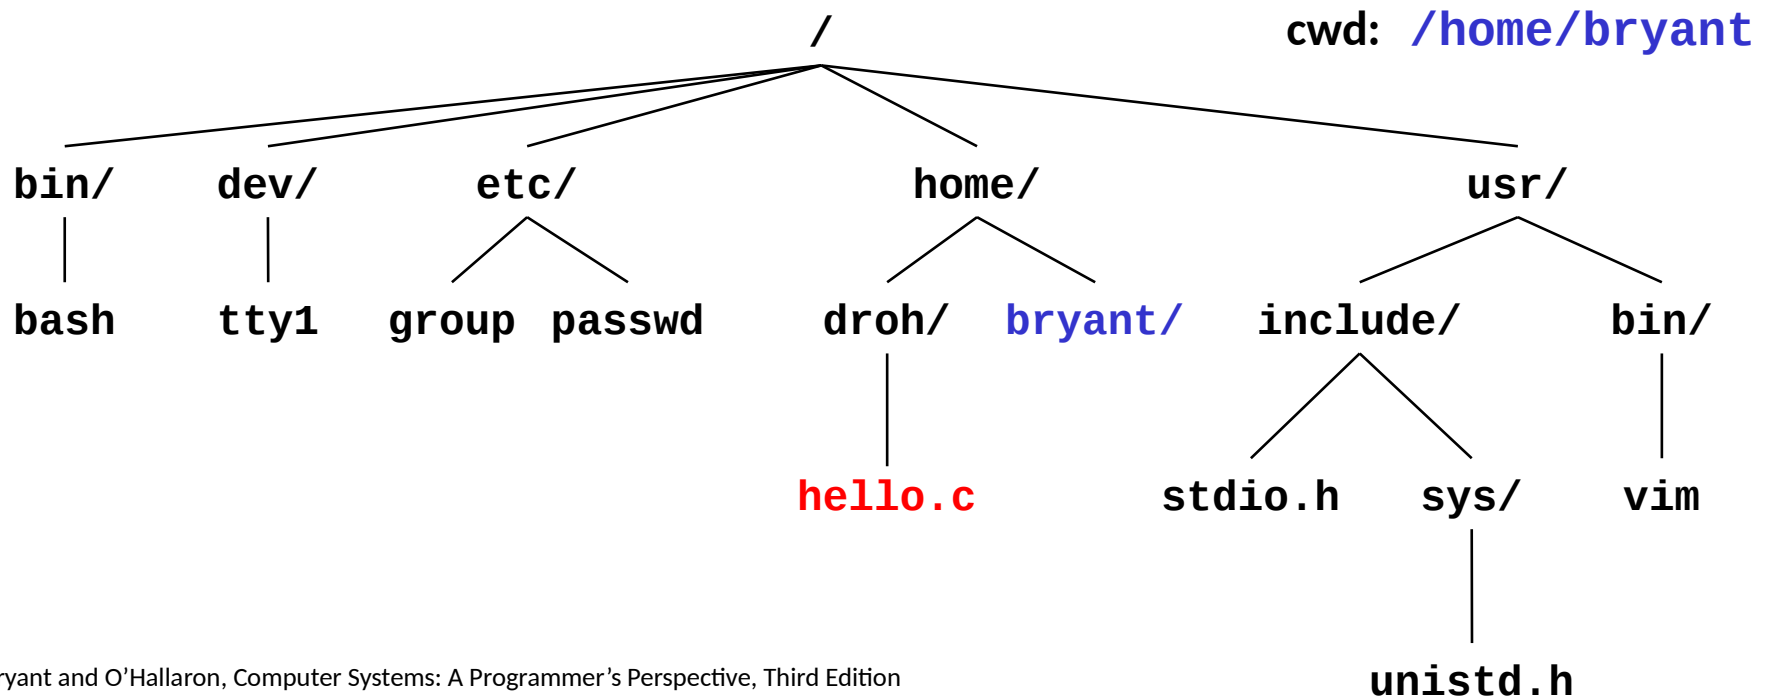 /
cwd: /home/bryant
bin/ dev/ etc/ home/ usr/
bash tty1 group passwd droh/ bryant/ include/ bin/
hello.c stdio.h sys/ vim
unistd.h
ryant and O’Hallaron, Computer Systems: A Programmer’s Perspective, Third Edition